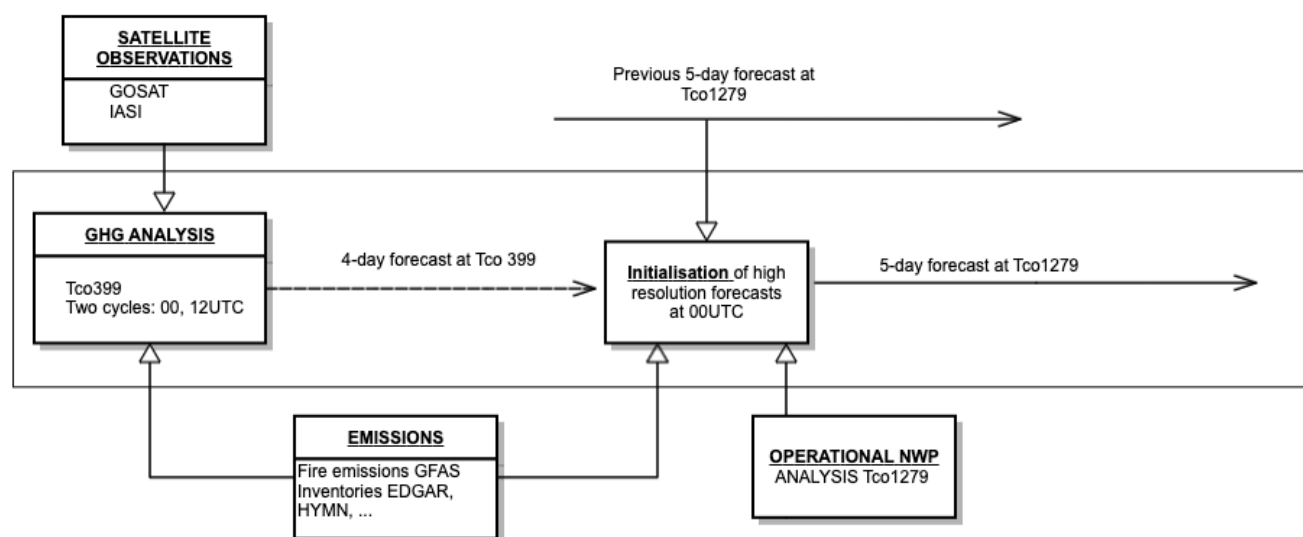 SATELLITE
OBSERVATIONS
GOSAT
IASI
Previous 5-day forecast at
Tco1279
GHG ANALYSIS
Tco399
Two cycles: 00, 12UTC
4-day forecast at Tco 399
Initialisation of high
resolution forecasts
at 00UTC
5-day forecast at Tco1279
EMISSIONS
Fire emissions GFAS
Inventories EDGAR,
HYMN, ...
OPERATIONAL NWP
ANALYSIS Tco1279